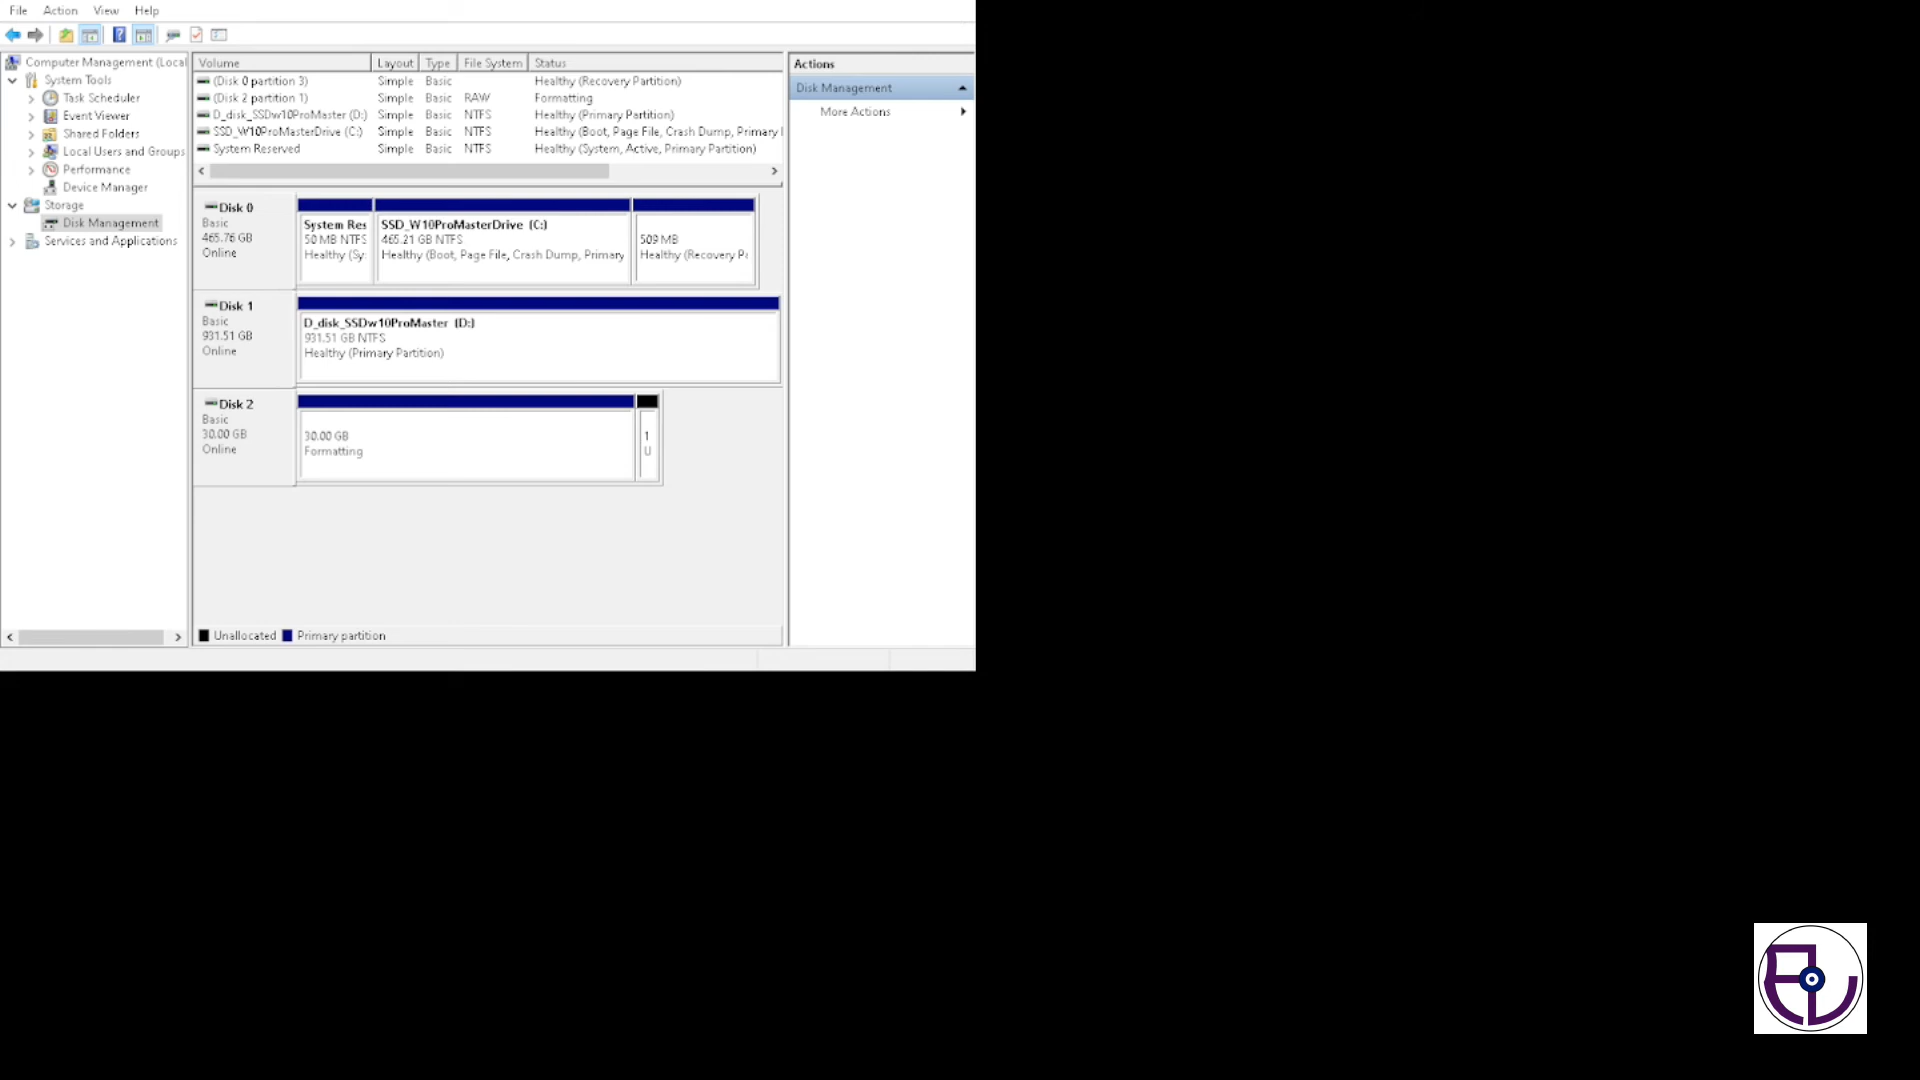 File Action View Help
Computer Management (Local
System Tools
Task Scheduler
Event Viewer
Shared Folders
Local Users and Groups
Performance
Device Manager
Storage
Disk Management
Services and Applications
Volume Layout Type File System Status
(Disk 0 partition 3) Simple Basic Healthy (Recovery Partition)
(Disk 2 partition 1) Simple Basic RAW Formatting
D_disk_SSDw10ProMaster (D:) Simple Basic NTFS Healthy (Primary Partition)
SSD_W10ProMasterDrive (C:) Simple Basic NTFS Healthy (Boot, Page File, Crash Dump, Primary
System Reserved Simple Basic NTFS Healthy (System, Active, Primary Partition)
Disk 0
Basic
465.76 GB
Online
System Res
50 MB NTFS
Healthy (Sy
SSD_W10ProMasterDrive (C:)
465.21 GB NTFS
Healthy (Boot, Page File, Crash Dump, Primary
509 MB
Healthy (Recovery Pa
Disk 1
Basic
931.51 GB
Online
D_disk_SSDw10ProMaster (D:)
931.51 GB NTFS
Healthy (Primary Partition)
Disk 2
Basic
30.00 GB
Online
30.00 GB
Formatting
1
U
Unallocated Primary partition
Actions
Disk Management
More Actions